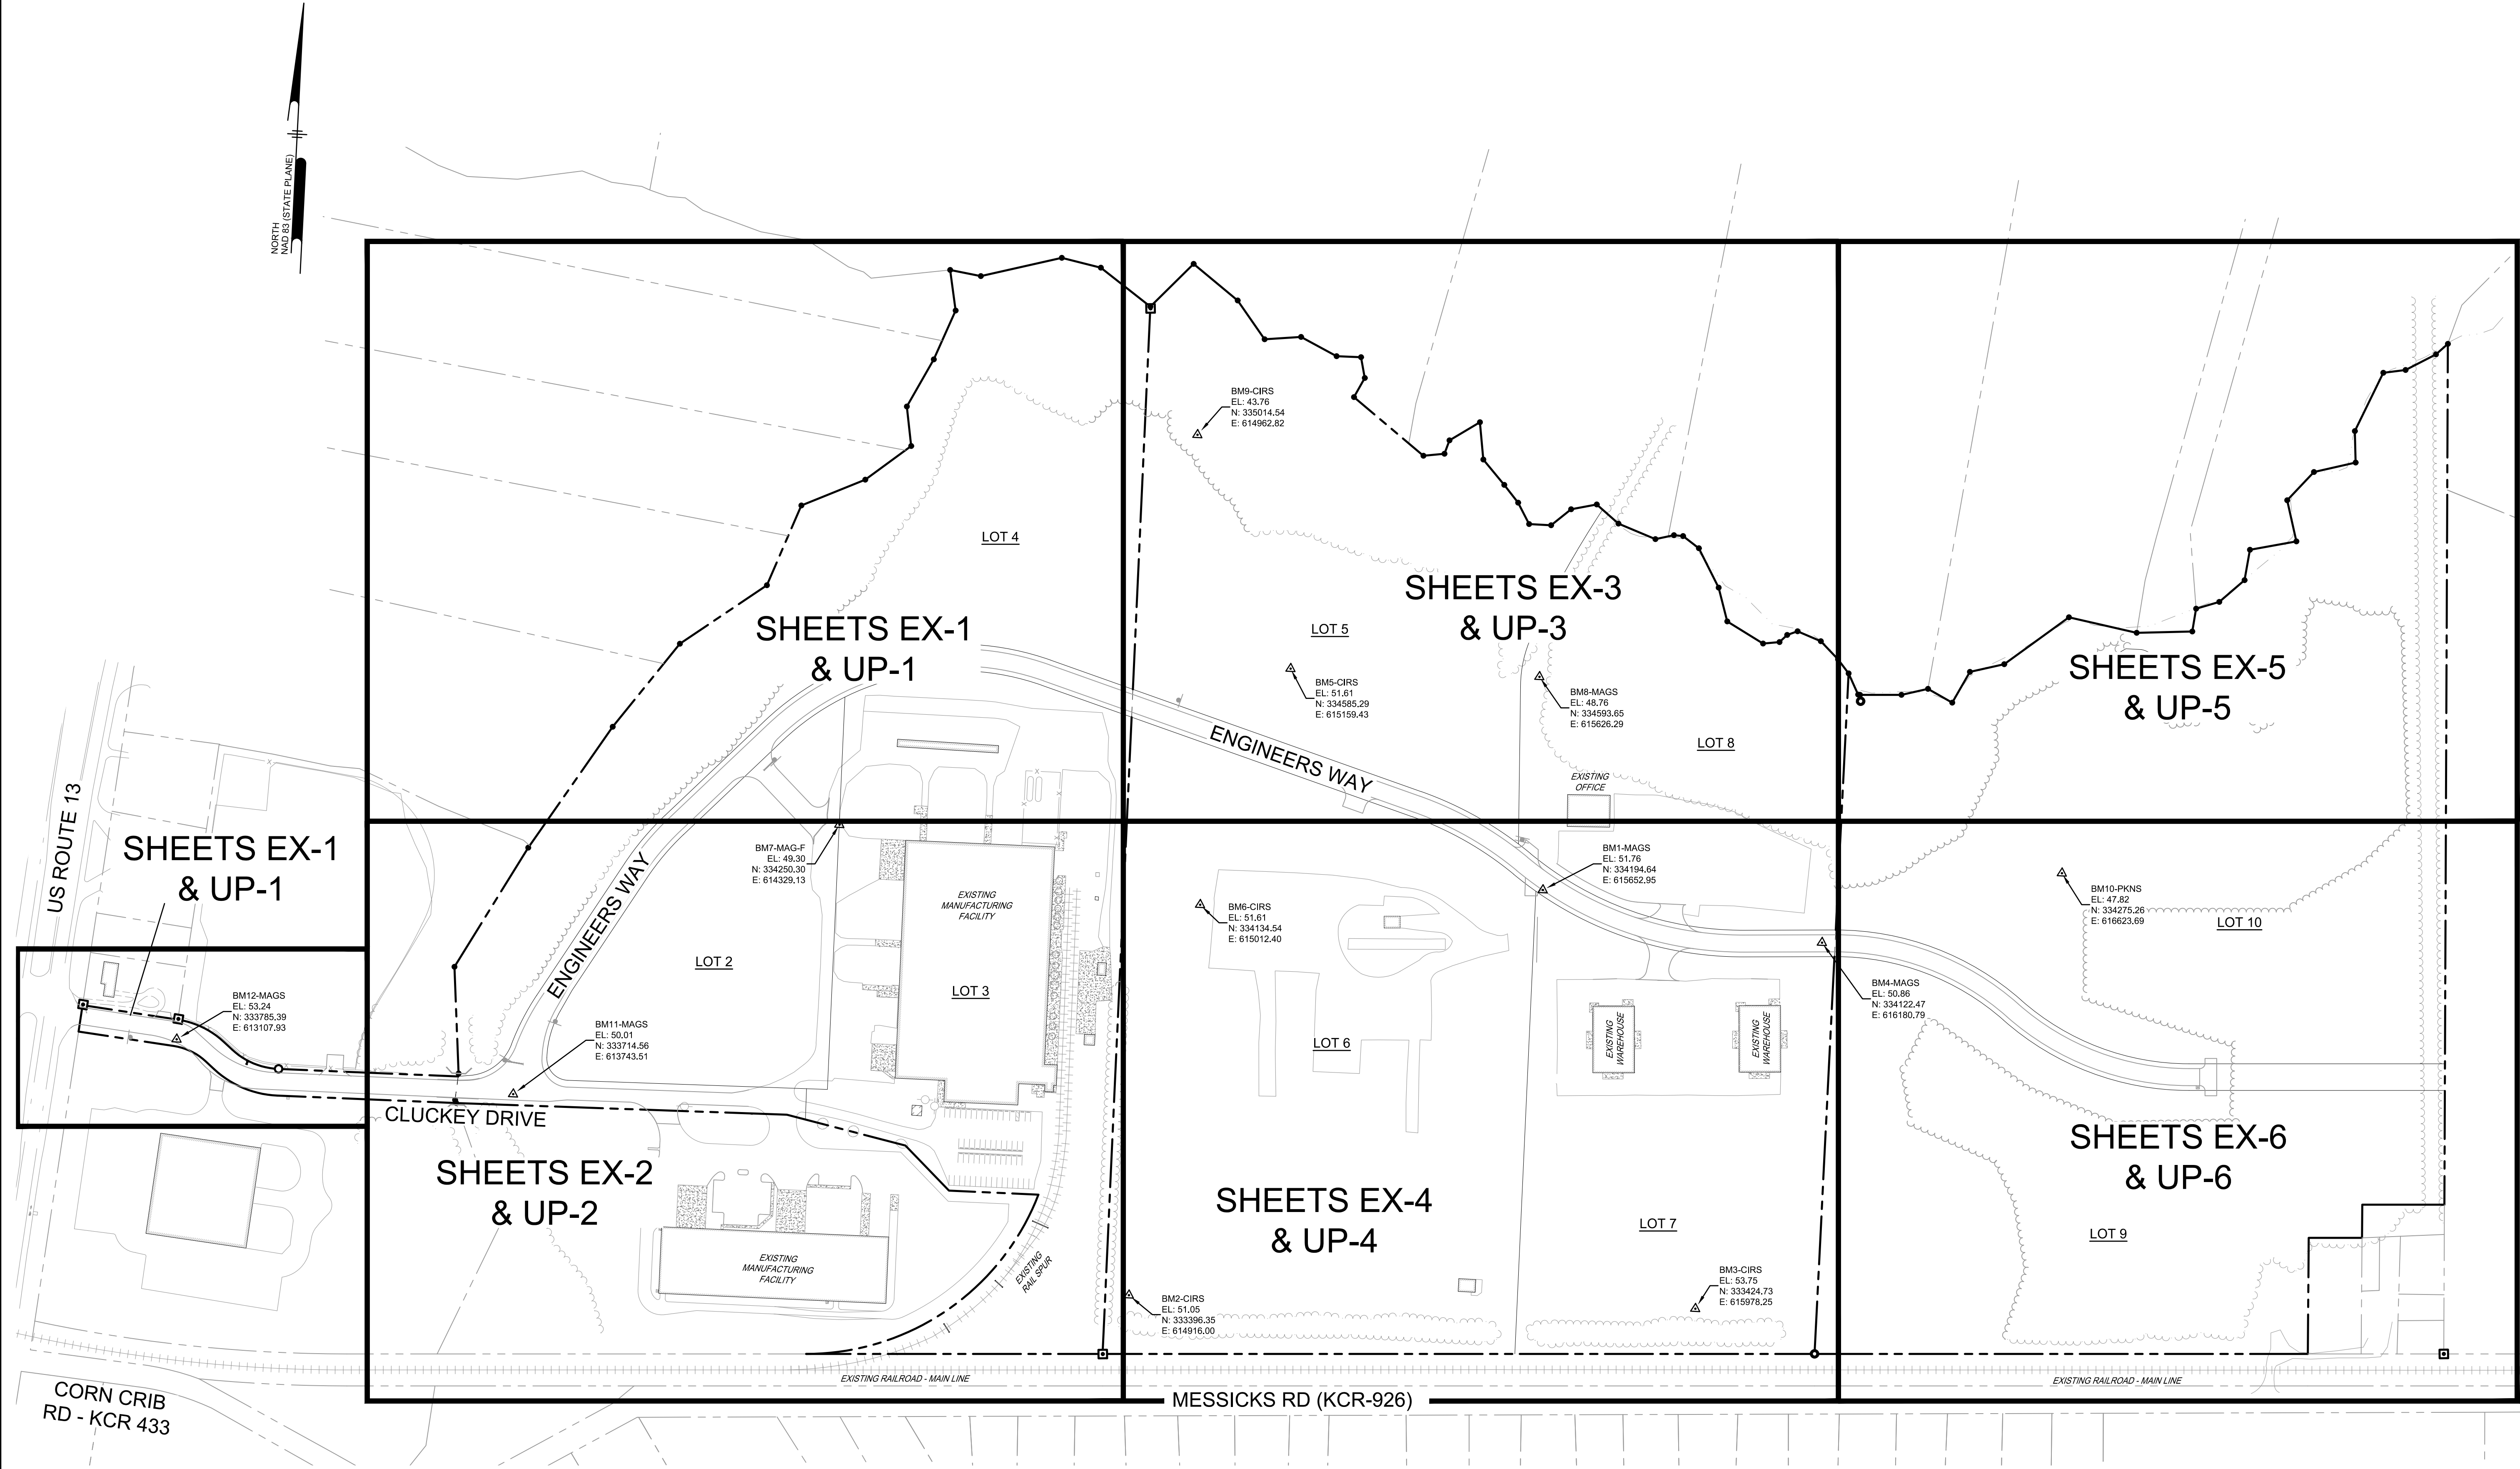 NORTH
NAD 83 (STATE PLANE)
BM9-CIRS
EL: 43.76
N: 335014.54
E: 614962.82
LOT 4
SHEETS EX-3
& UP-3
SHEETS EX-1
& UP-1
LOT 5
SHEETS EX-5
& UP-5
BM5-CIRS
EL: 51.61
N: 334585.29
E: 615159.43
BM8-MAGS
EL: 48.76
N: 334593.65
E: 615626.29
ENGINEERS WAY
LOT 8
EXISTING
OFFICE
US ROUTE 13
SHEETS EX-1
& UP-1
BM7-MAG-F
EL: 49.30
N: 334250.30
E: 614329.13
BM1-MAGS
EL: 51.76
N: 334194.64
E: 615652.95
ENGINEERS WAY
EXISTING
MANUFACTURING
FACILITY
BM6-CIRS
EL: 51.61
N: 334134.54
E: 615012.40
BM10-PKNS
EL: 47.82
N: 334275.26
E: 616623.69
LOT 10
LOT 2
LOT 3
BM12-MAGS
EL: 53.24
N: 333785.39
E: 613107.93
BM4-MAGS
EL: 50.86
N: 334122.47
E: 616180.79
BM11-MAGS
EL: 50.01
N: 333714.56
E: 613743.51
LOT 6
EXISTING
WAREHOUSE
EXISTING
WAREHOUSE
CLUCKEY DRIVE
SHEETS EX-2
& UP-2
SHEETS EX-4
& UP-4
SHEETS EX-6
& UP-6
LOT 7
LOT 9
EXISTING
MANUFACTURING
FACILITY
EXISTING
RAIL SPUR
BM2-CIRS
EL: 51.05
N: 333396.35
E: 614916.00
BM3-CIRS
EL: 53.75
N: 333424.73
E: 615978.25
EXISTING RAILROAD - MAIN LINE
EXISTING RAILROAD - MAIN LINE
MESSICKS RD (KCR-926)
CORN CRIB
RD - KCR 433